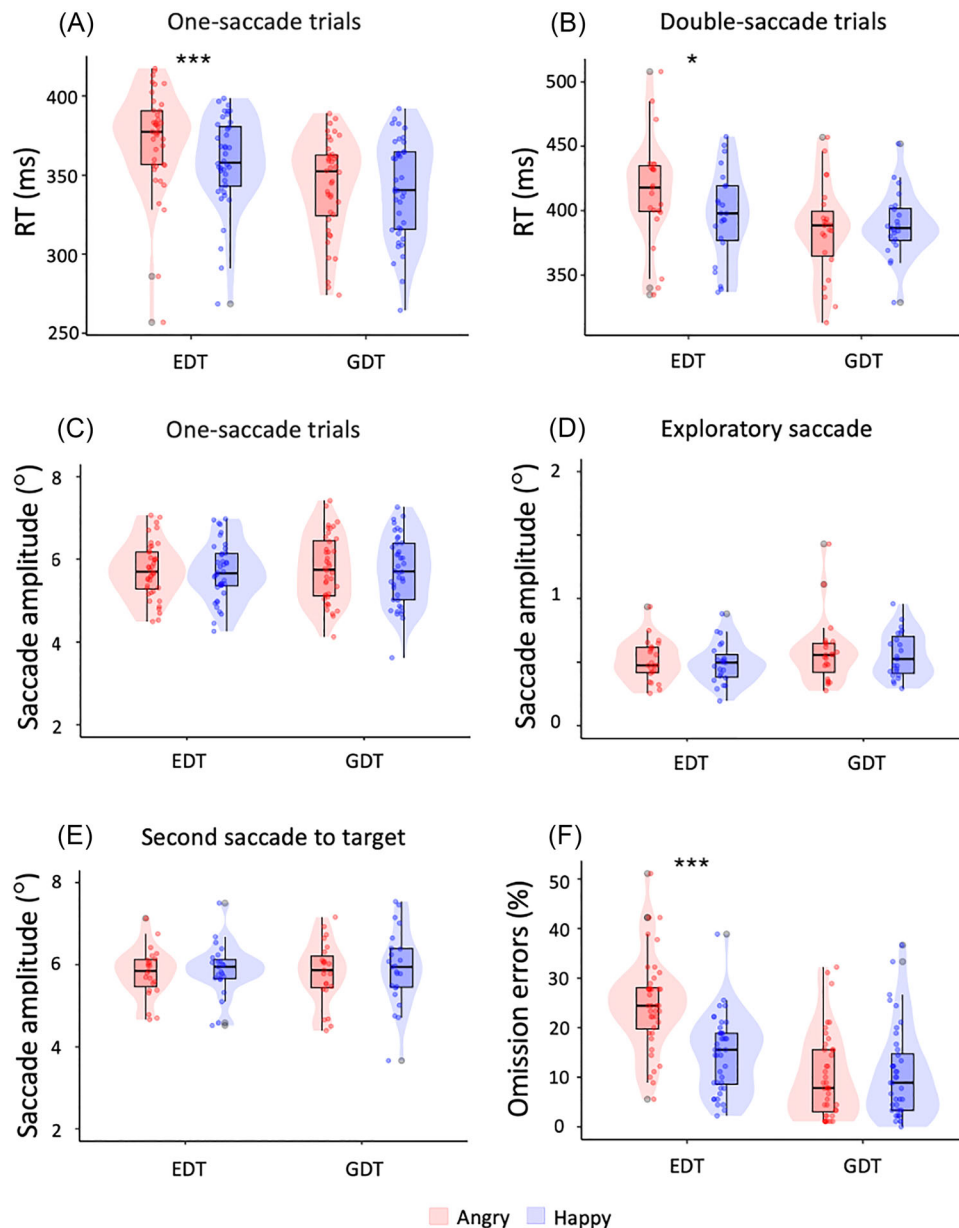 (A) One-saccade trials
(B) Double-saccade trials
***
*
RT (ms)
400
350
300
250
EDT GDT
RT (ms)
500
450
400
350
EDT GDT
(C) One-saccade trials
(D) Exploratory saccade
Saccade amplitude (°)
8
6
4
2
EDT GDT
Saccade amplitude (°)
2
1
0
EDT GDT
(E) Second saccade to target
(F)
***
Saccade amplitude (°)
8
6
4
2
EDT GDT
Omission errors (%)
50
40
30
20
10
0
EDT GDT
Angry Happy